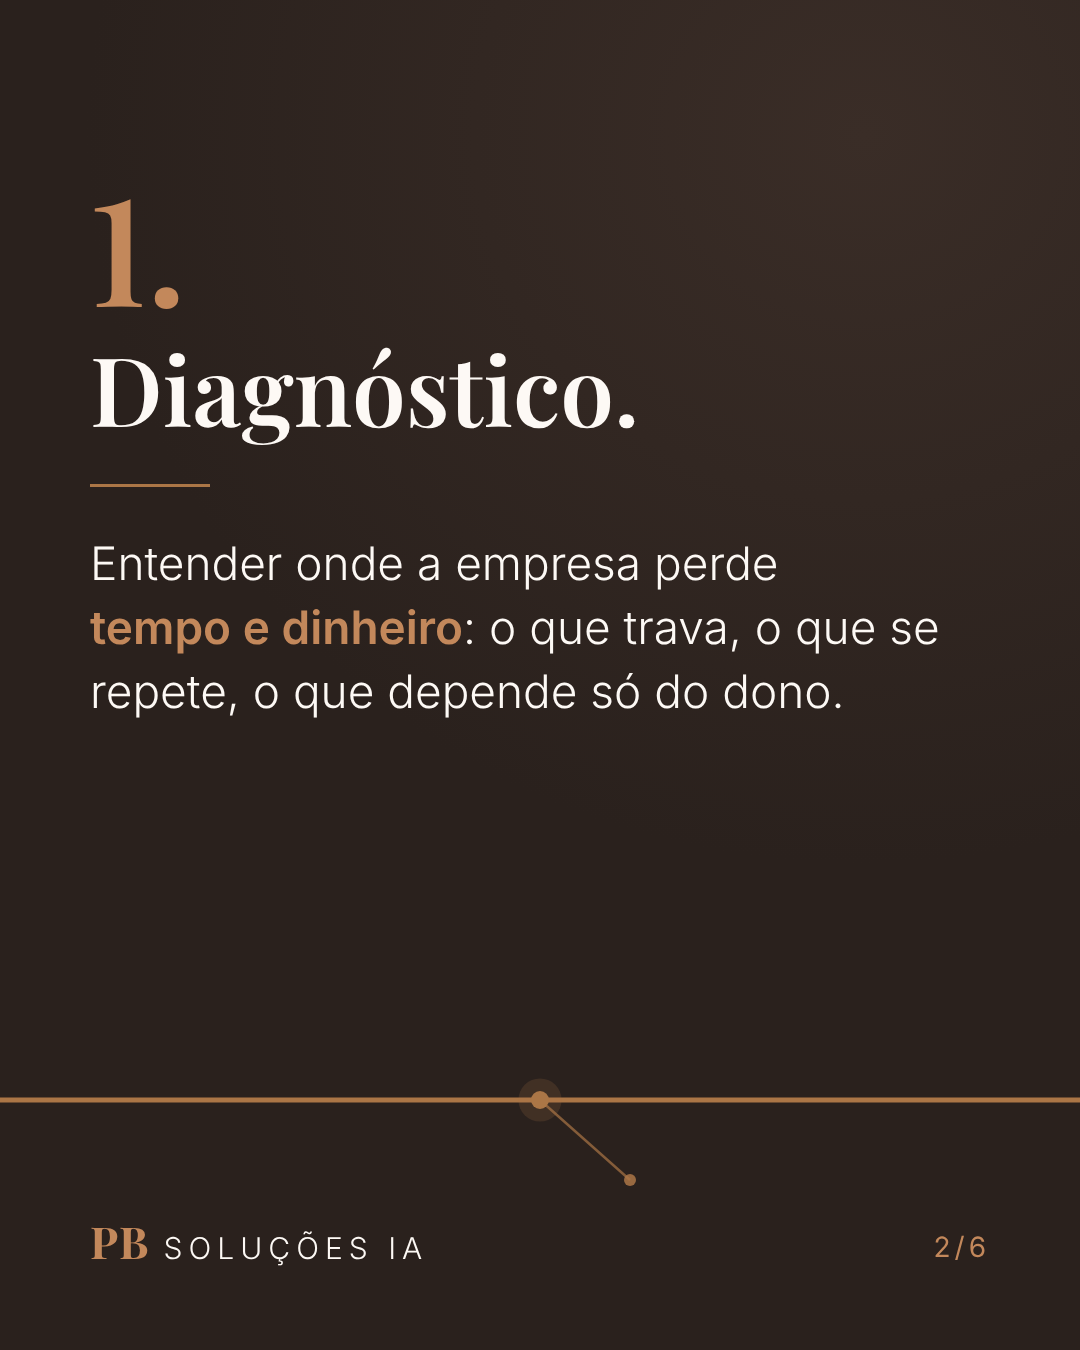 1.
Diagnóstico.
Entender onde a empresa perde
tempo e dinheiro: o que trava, o que se
repete, o que depende só do dono.
PB SOLUÇÕES IA
2/6